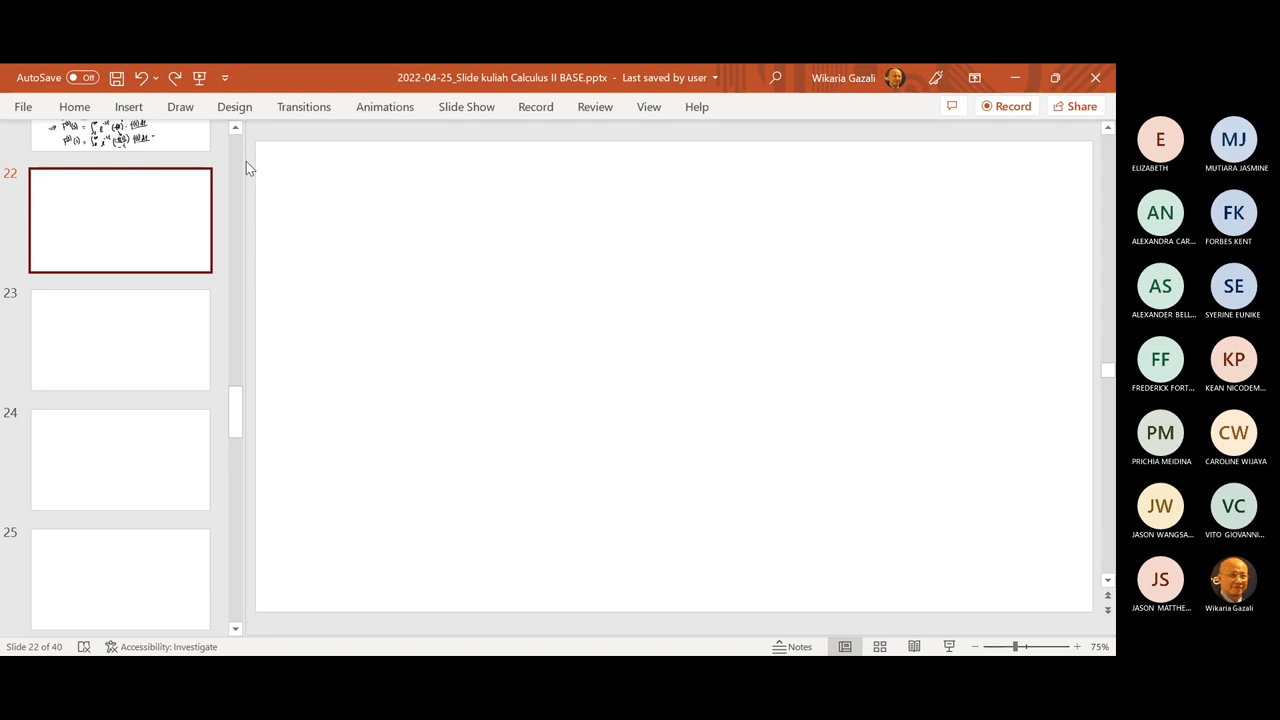 AutoSave Off
2022-04-25_Slide kuliah Calculus II BASE.pptx - Last saved by user
Wikaria Gazali
File Home Insert Draw Design Transitions Animations Slide Show Record Review View Help
Record Share
22
23
24
25
Slide 22 of 40
Accessibility: Investigate
Notes
75%
E MJ
ELIZABETH MUTIARA JASMINE
AN FK
ALEXANDRA CAR... FORBES KENT
AS SE
ALEXANDER BELL... SYERINE EUNIKE
FF KP
FREDERICK FORT... KEAN NICODEM...
PM CW
PRICHIA MEIDINA CAROLINE WIJAYA
JW VC
JASON WANGSA... VITO GIOVANNI...
JS
JASON MATTHE... Wikaria Gazali